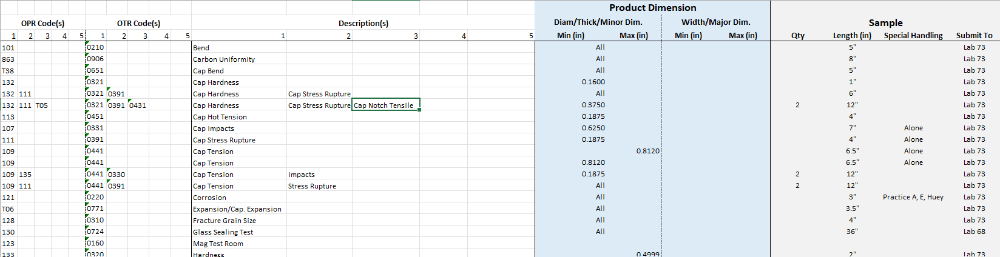 Product Dimension
OPR Code(s) OTR Code(s) Description(s) Diam/Thick/Minor Dim. Width/Major Dim. Sample
1 2 3 4 5 1 2 3 4 5 1 2 3 4 5 Min (in) Max (in) Min (in) Max (in) Qty Length (in) Special Handling Submit To
101 0210 Bend All 5" Lab 73
863 0906 Carbon Uniformity All 8" Lab 73
T38 0651 Cap Bend All 5" Lab 73
132 0321 Cap Hardness 0.1600 1" Lab 73
132 111 0321 0391 Cap Hardness Cap Stress Rupture All 6" Lab 73
132 111 T05 0321 0391 0431 Cap Hardness Cap Stress Rupture Cap Notch Tensile 0.3750 2 12" Lab 73
113 0451 Cap Hot Tension 0.1875 4" Lab 73
107 0331 Cap Impacts 0.6250 7" Alone Lab 73
111 0391 Cap Stress Rupture 0.1875 4" Alone Lab 73
109 0441 Cap Tension 0.8120 6.5" Alone Lab 73
109 0441 Cap Tension 0.8120 6.5" Alone Lab 73
109 135 0441 0330 Cap Tension Impacts 0.1875 2 12" Lab 73
109 111 0441 0391 Cap Tension Stress Rupture All 2 12" Lab 73
121 0220 Corrosion All 3" Practice A, E, Huey Lab 73
T06 0771 Expansion/Cap. Expansion All 3.5" Lab 73
128 0310 Fracture Grain Size All 4" Lab 73
130 0724 Glass Sealing Test All 36" Lab 68
123 0160 Mag Test Room
133 0320 Hardness 0.4999 2" Lab 73